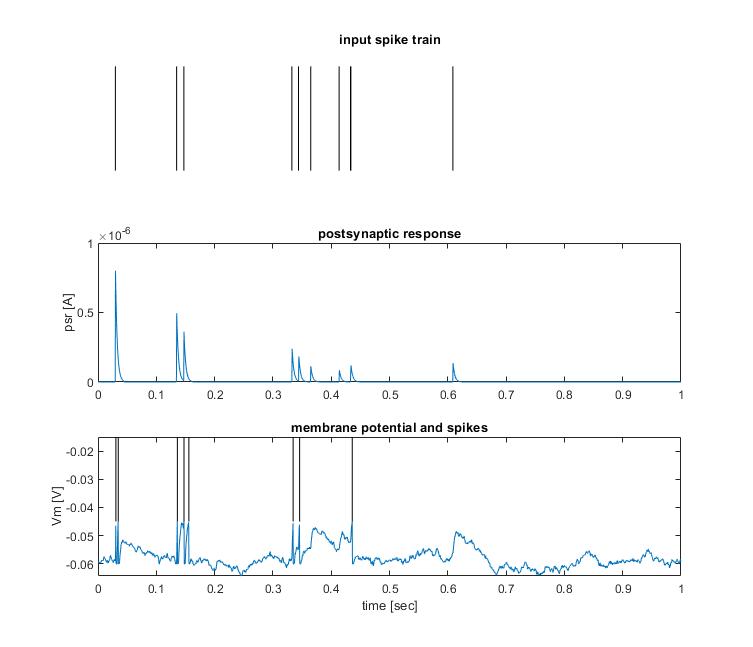 input spike train
postsynaptic response
×10-6
1
0.5
0
psr [A]
0 0.1 0.2 0.3 0.4 0.5 0.6 0.7 0.8 0.9 1
membrane potential and spikes
-0.02
-0.03
-0.04
-0.05
-0.06
Vm [V]
0 0.1 0.2 0.3 0.4 0.5 0.6 0.7 0.8 0.9 1
time [sec]